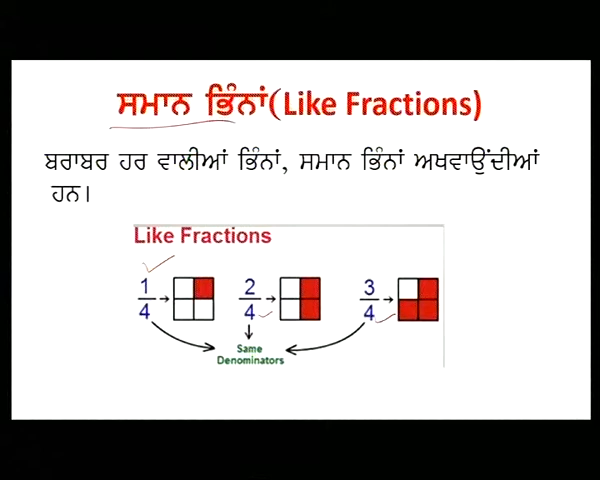 ਸਮਾਨ ਭਿੰਨਾਂ(Like Fractions)
ਬਰਾਬਰ ਹਰ ਵਾਲੀਆਂ ਭਿੰਨਾਂ, ਸਮਾਨ ਭਿੰਨਾਂ ਅਖਵਾਉਂਦੀਆਂ
ਹਨ।
Like Fractions
1 2 3
4 4 4
Same
Denominators